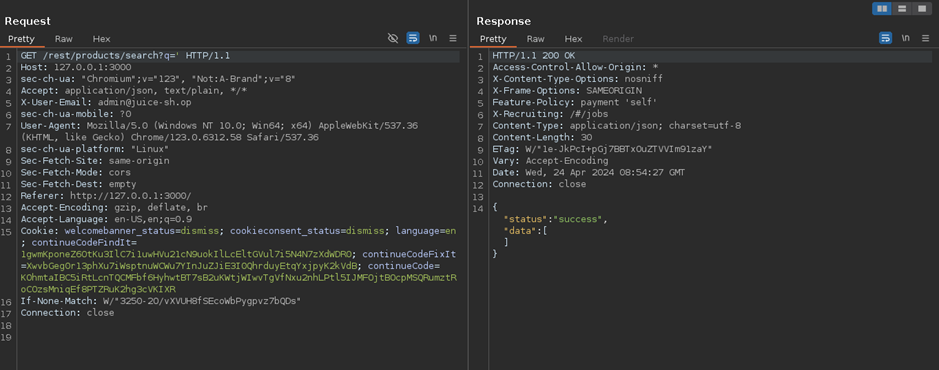 Request
Pretty Raw Hex
\n
1 GET /rest/products/search?q=' HTTP/1.1
2 Host: 127.0.0.1:3000
3 sec-ch-ua: "Chromium";v="123", "Not:A-Brand";v="8"
4 Accept: application/json, text/plain, */*
5 X-User-Email: admin@juice-sh.op
6 sec-ch-ua-mobile: ?0
7 User-Agent: Mozilla/5.0 (Windows NT 10.0; Win64; x64) AppleWebKit/537.36
(KHTML, like Gecko) Chrome/123.0.6312.58 Safari/537.36
8 sec-ch-ua-platform: "Linux"
9 Sec-Fetch-Site: same-origin
10 Sec-Fetch-Mode: cors
11 Sec-Fetch-Dest: empty
12 Referer: http://127.0.0.1:3000/
13 Accept-Encoding: gzip, deflate, br
14 Accept-Language: en-US,en;q=0.9
15 Cookie: welcomebanner_status=dismiss; cookieconsent_status=dismiss; language=en
; continueCodeFindIt=
; continueCodeFixIt
; continueCode=
16 If-None-Match:
17 Connection: close
18
19
Response
Pretty Raw Hex Render
\n
1 HTTP/1.1 200 OK
2 Access-Control-Allow-Origin: *
3 X-Content-Type-Options: nosniff
4 X-Frame-Options: SAMEORIGIN
5 Feature-Policy: payment 'self'
6 X-Recruiting: /#/jobs
7 Content-Type: application/json; charset=utf-8
8 Content-Length: 30
9 ETag:
10 Vary: Accept-Encoding
11 Date: Wed, 24 Apr 2024 08:54:27 GMT
12 Connection: close
13
14 {
"status":"success",
"data":[
]
}